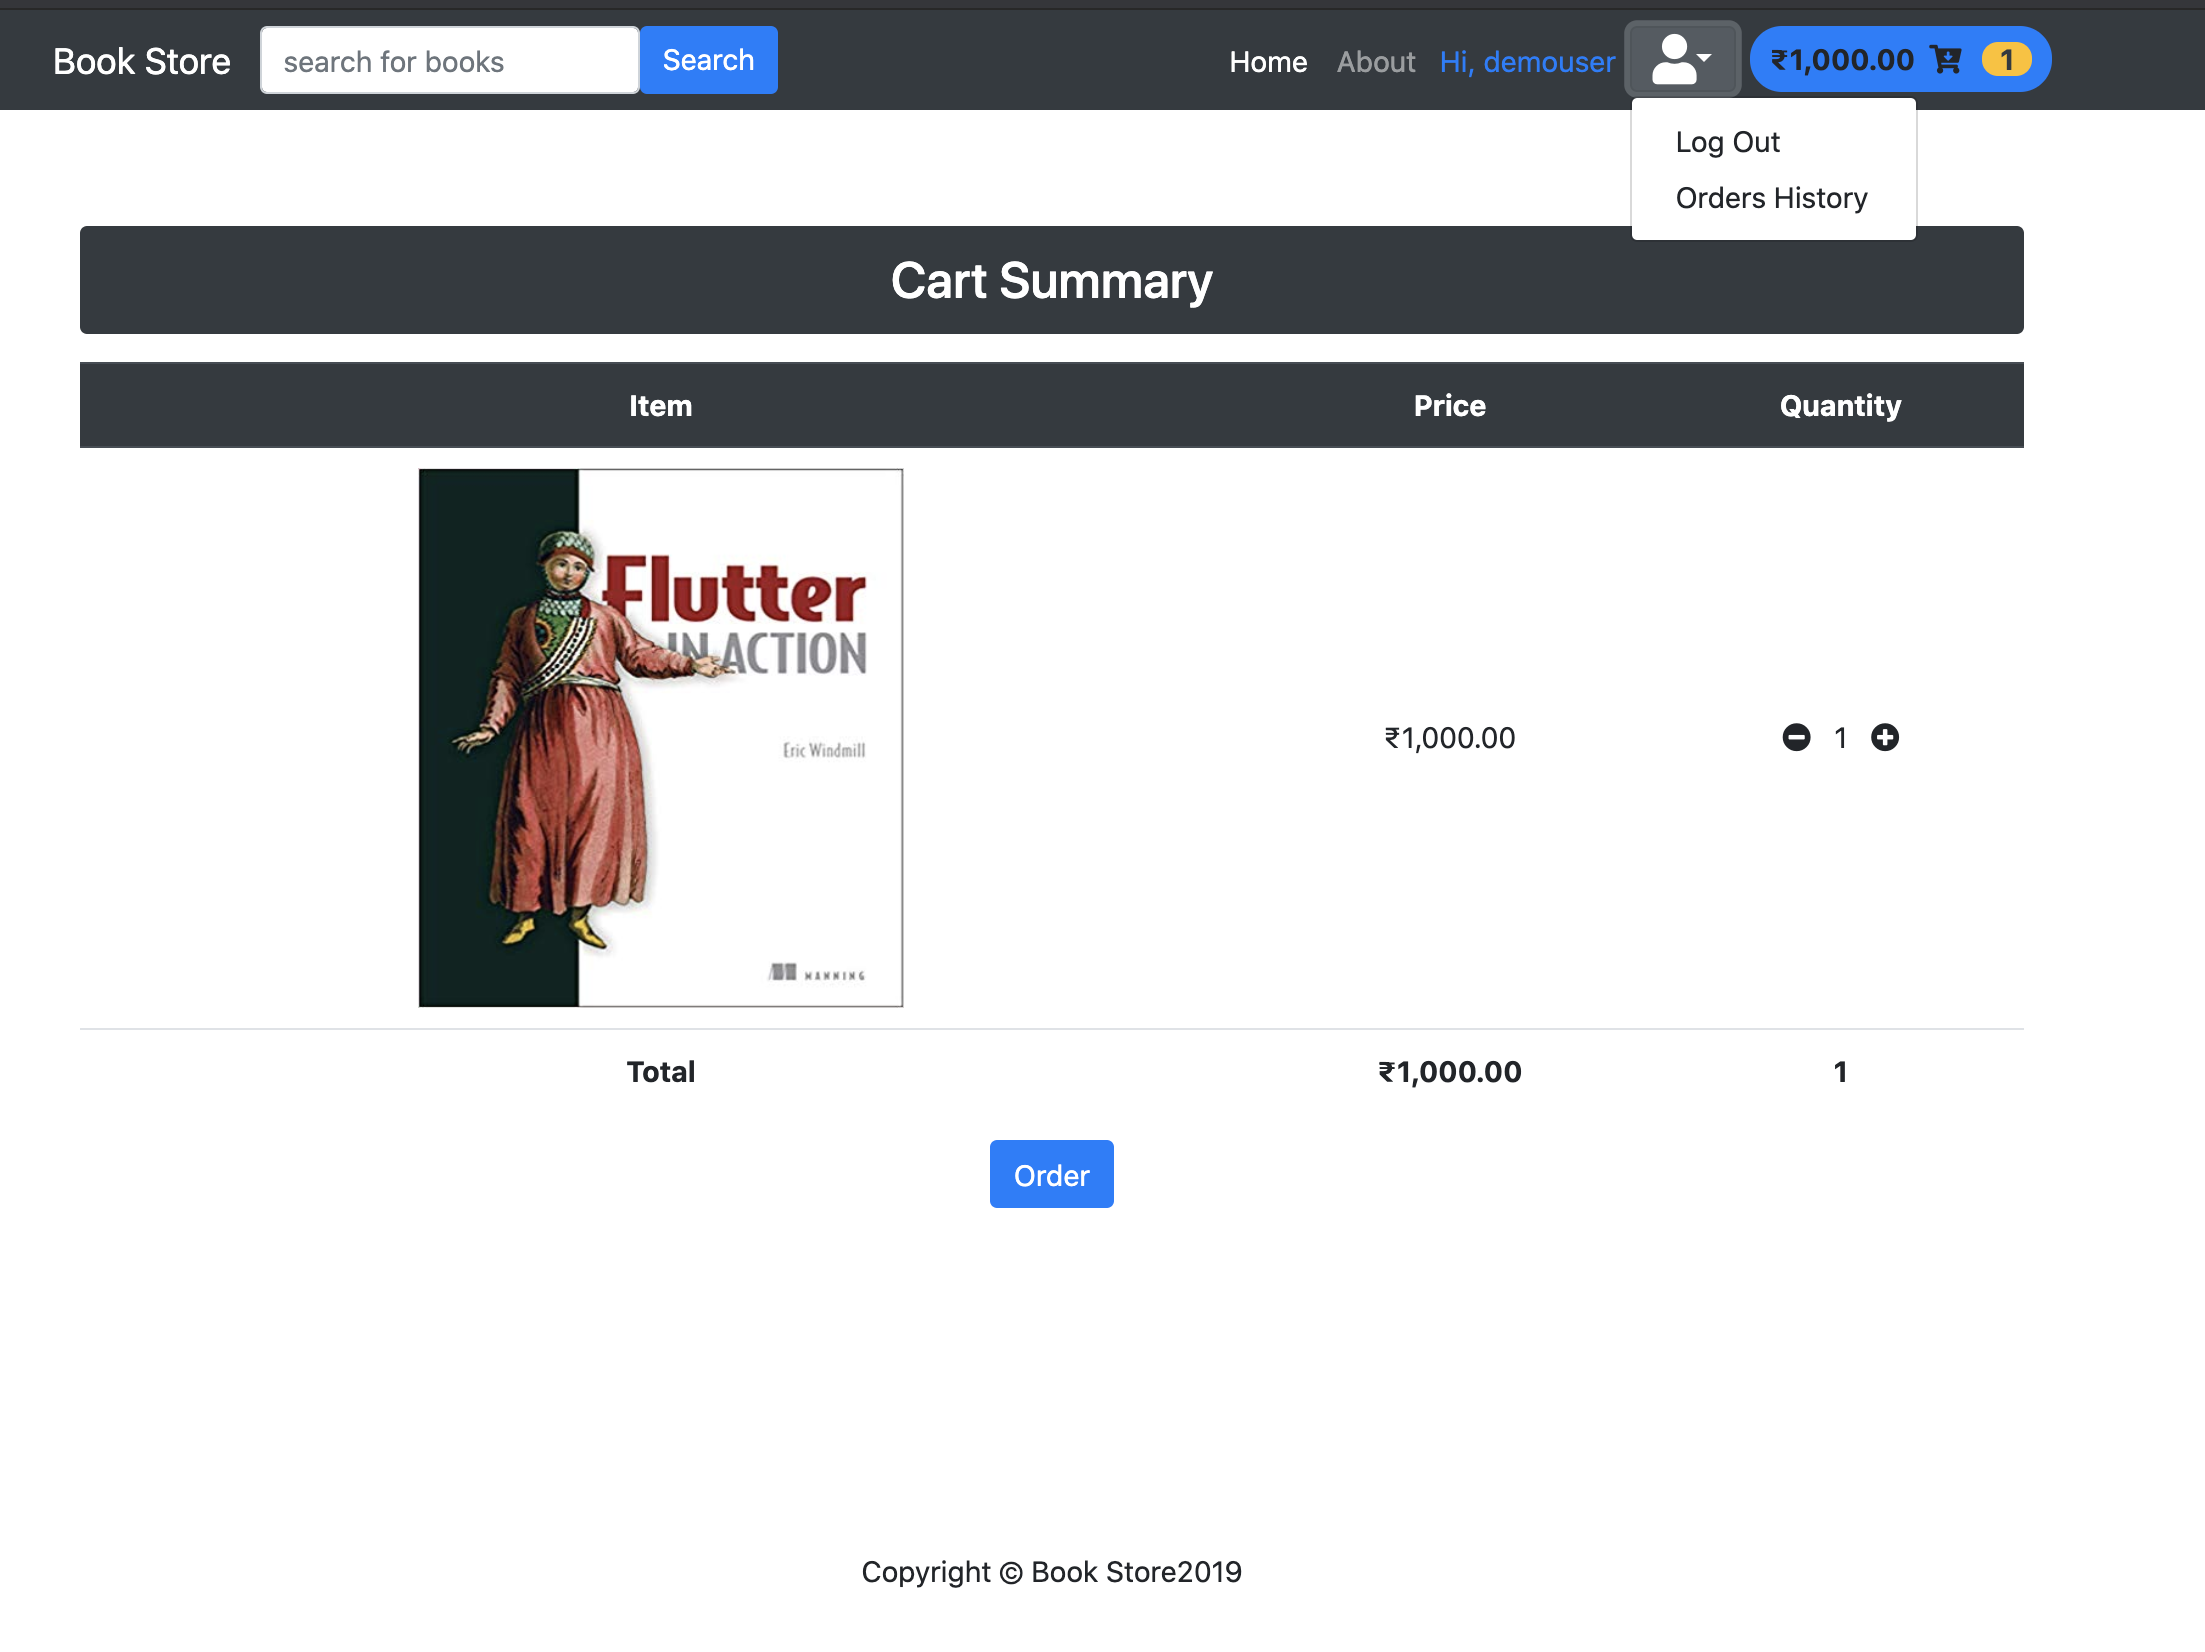 Book Store search for books Search Home About Hi, demouser ₹1,000.00 1
Log Out
Orders History
Cart Summary
Item Price Quantity
Flutter
IN ACTION
Eric Windmill
MANNING
₹1,000.00 1
Total ₹1,000.00 1
Order
Copyright © Book Store2019